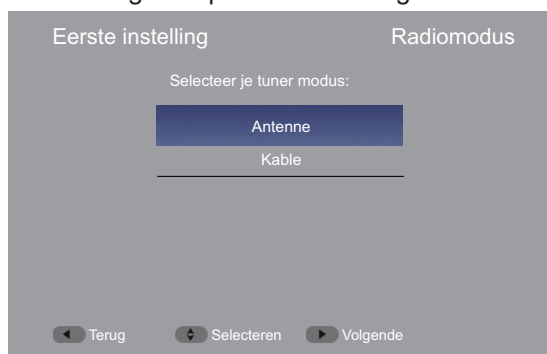 Eerste instelling Radiomodus
Selecteer je tuner modus:
Antenne
Kable
Terug Selecteren Volgende